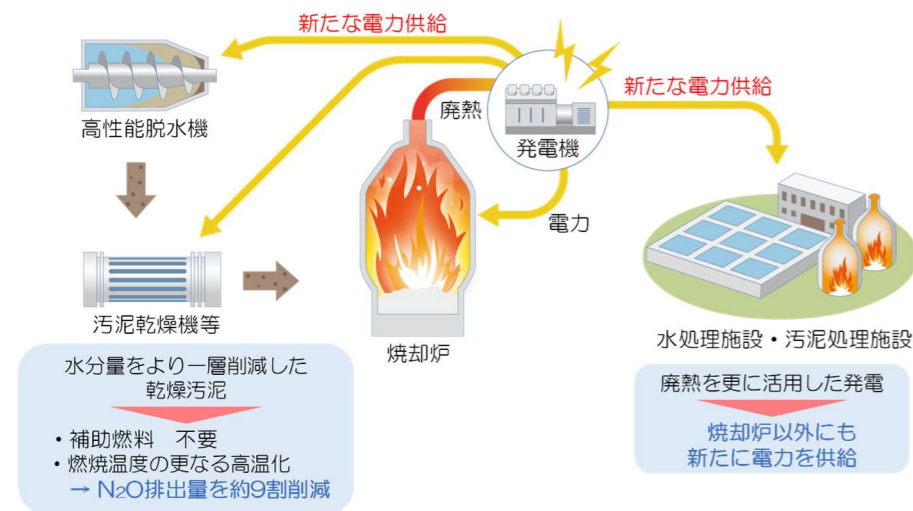 新たな電力供給
高性能脱水機
廃熱
発電機
新たな電力供給
電力
汚泥乾燥機等
焼却炉
水処理施設・汚泥処理施設
水分量をより一層削減した
乾燥汚泥
・補助燃料　不要
・燃焼温度の更なる高温化
→ N₂O排出量を約9割削減
廃熱を更に活用した発電
焼却炉以外にも
新たに電力を供給